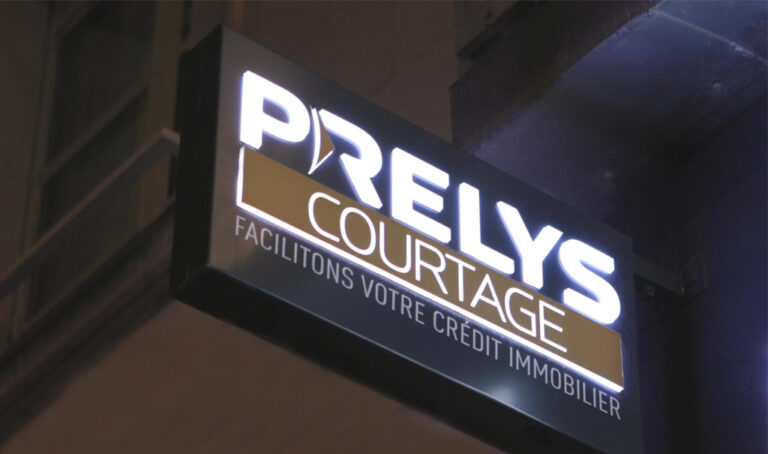 PRELYS
COURTAGE
FACILITONS VOTRE CRÉDIT IMMOBILIER